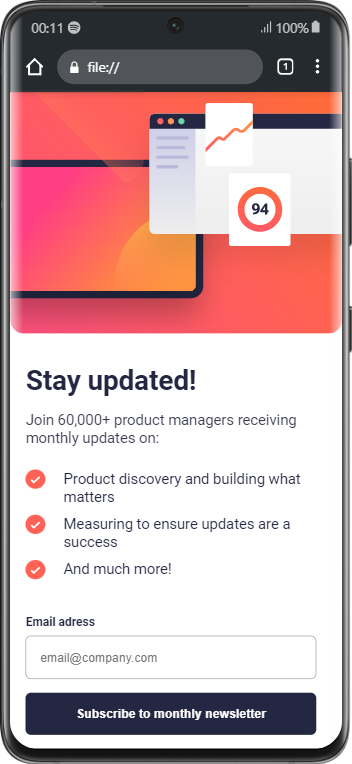 00:11 100%
file:// 1
94
Stay updated!
Join 60,000+ product managers receiving
monthly updates on:
Product discovery and building what
matters
Measuring to ensure updates are a
success
And much more!
Email adress
email@company.com
Subscribe to monthly newsletter